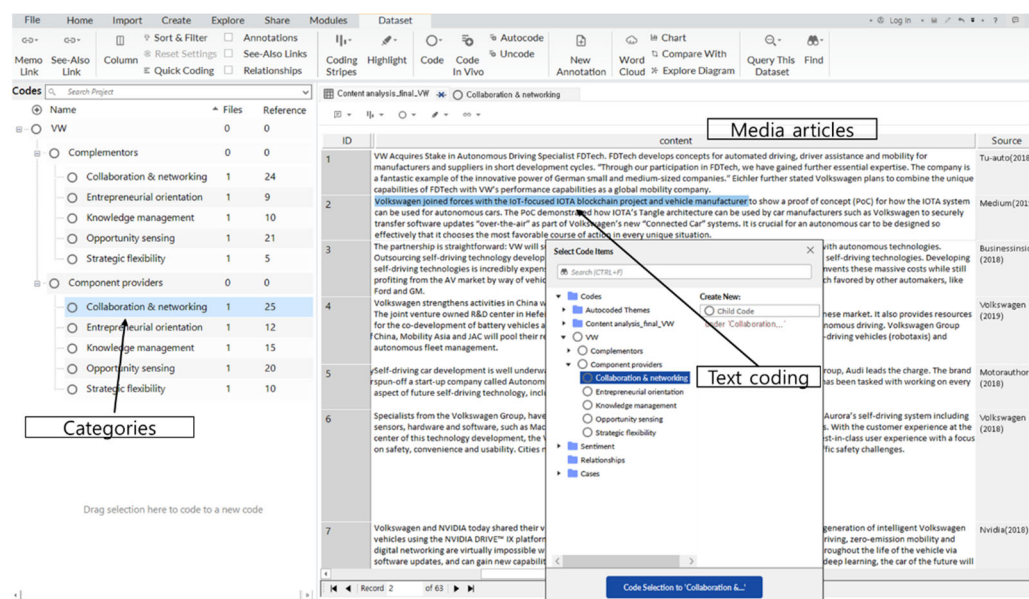 File Home Import Create Explore Share Modules Dataset Log In
Memo Link
See-Also Link
Column
Sort & Filter
Reset Settings
Quick Coding
Annotations
See-Also Links
Relationships
Coding Stripes
Highlight
Code
Code In Vivo
Autocode
Uncode
New Annotation
Word Cloud
Chart
Compare With
Explore Diagram
Query This Dataset
Find
Codes Search Project
Name Files Reference
VW 0 0
Complementors 0 0
Collaboration & networking 1 24
Entrepreneurial orientation 1 9
Knowledge management 1 10
Opportunity sensing 1 21
Strategic flexibility 1 5
Component providers 0 0
Collaboration & networking 1 25
Entrepreneurial orientation 1 12
Knowledge management 1 15
Opportunity sensing 1 20
Strategic flexibility 1 10
Categories
Drag selection here to code to a new code
Content analysis_final_VW Collaboration & networking
ID content Source
Media articles
1
VW Acquires Stake in Autonomous Driving Specialist FDTech. FDTech develops concepts for automated driving, driver assistance and mobility for
manufacturers and suppliers in short development cycles. "Through our participation in FDTech, we have gained further essential expertise. The company is
a fantastic example of the innovative power of German small and medium-sized companies." Eichler further stated Volkswagen plans to combine the unique
capabilities of FDTech with VW's performance capabilities as a global mobility company.
Tu-auto(2018
2
Volkswagen joined forces with the IoT-focused IOTA blockchain project and vehicle manufacturer to show a proof of concept (PoC) for how the IOTA system
can be used for autonomous cars. The PoC demonstrated how IOTA's Tangle architecture can be used by car manufacturers such as Volkswagen to securely
transfer software updates "over-the-air" as part of Volkswagen's new "Connected Car" systems. It is crucial for an autonomous car to be designed so
effectively that it chooses the most favorable course of action in every unique situation.
Medium(201
3
The partnership is straightforward: VW will s with autonomous technologies.
Outsourcing self-driving technology develop self-driving technologies. Developing
self-driving technologies is incredibly expens nvents these massive costs while still
profiting from the AV market by way of vehic ch favored by other automakers, like
Ford and GM.
Businessinsi
(2018)
4
Volkswagen strengthens activities in China w
The joint venture owned R&D center in Hefei nese market. It also provides resources
for the co-development of battery vehicles a nomous driving. Volkswagen Group
China, Mobility Asia and JAC will pool their re -driving vehicles (robotaxis) and
autonomous fleet management.
Volkswagen
(2019)
5
Self-driving car development is well underwa roup, Audi leads the charge. The brand
spun-off a start-up company called Autonom has been tasked with working on every
aspect of future self-driving technology, incl
Motorauthor
(2018)
6
Specialists from the Volkswagen Group, have Aurora's self-driving system including
sensors, hardware and software, such as Mac s. With the customer experience at the
center of this technology development, the V st-in-class user experience with a focus
on safety, convenience and usability. Cities fic safety challenges.
Volkswagen
(2018)
7
Volkswagen and NVIDIA today shared their v generation of intelligent Volkswagen
vehicles using the NVIDIA DRIVE™ IX platform riving, zero-emission mobility and
digital networking are virtually impossible w roughout the life of the vehicle via
software updates, and can gain new capabilit deep learning, the car of the future will
Nvidia(2018)
Select Code Items
Search (CTRL+F)
Codes
Autocoded Themes
Content analysis_final_VW
VW
Complementors
Component providers
Collaboration & networking
Entrepreneurial orientation
Knowledge management
Opportunity sensing
Strategic flexibility
Sentiment
Relationships
Cases
Create New:
Child Code
under 'Collaboration...'
Text coding
Code Selection to 'Collaboration &...'
Record 2 of 63